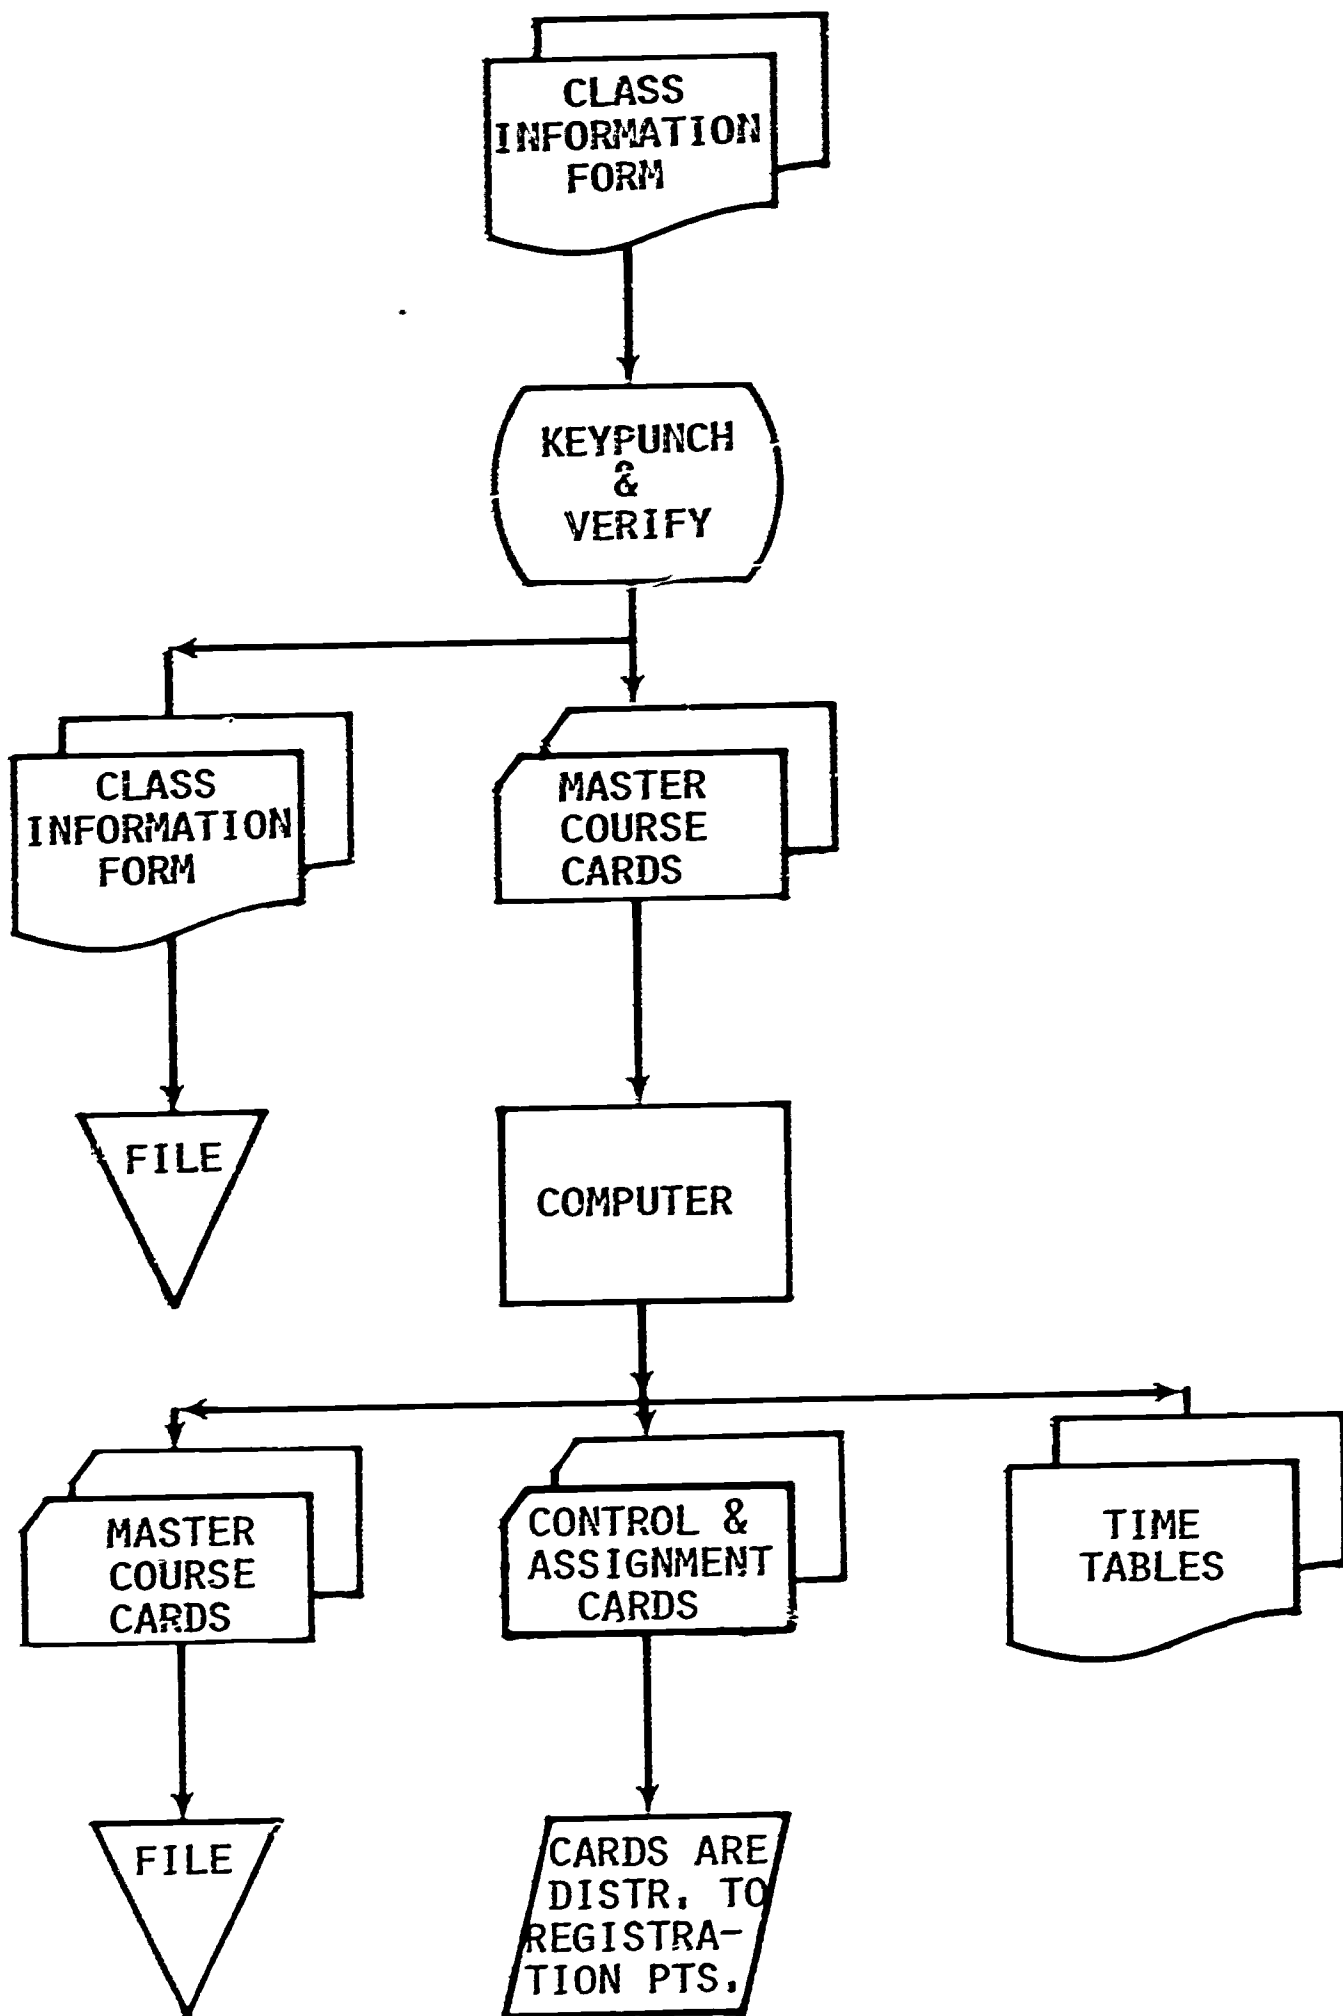 CLASS
INFORMATION
FORM
KEYPUNCH
&
VERIFY
CLASS
INFORMATION
FORM
MASTER
COURSE
CARDS
FILE
COMPUTER
MASTER
COURSE
CARDS
CONTROL &
ASSIGNMENT
CARDS
TIME
TABLES
FILE
CARDS ARE
DISTR. TO
REGISTRA-
TION PTS.